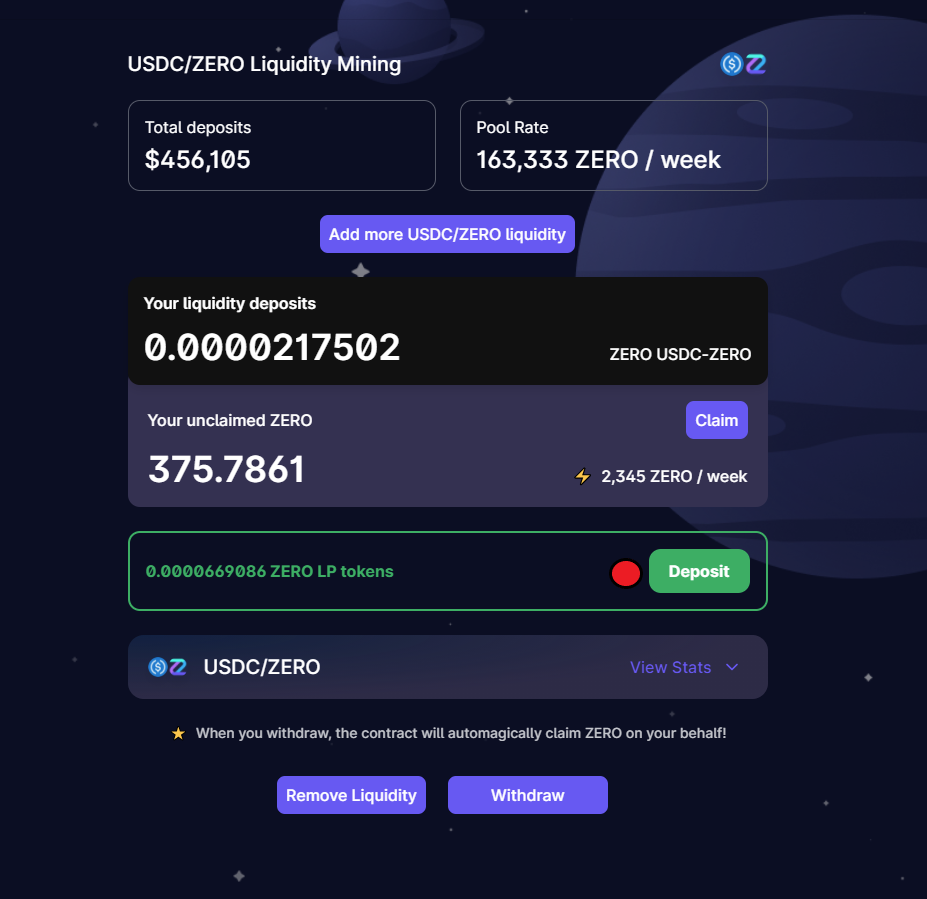 USDC/ZERO Liquidity Mining
Total deposits
$456,105
Pool Rate
163,333 ZERO / week
Add more USDC/ZERO liquidity
Your liquidity deposits
0.0000217502
ZERO USDC-ZERO
Your unclaimed ZERO
Claim
375.7861
2,345 ZERO / week
0.0000669086 ZERO LP tokens
Deposit
USDC/ZERO
View Stats
When you withdraw, the contract will automagically claim ZERO on your behalf!
Remove Liquidity
Withdraw